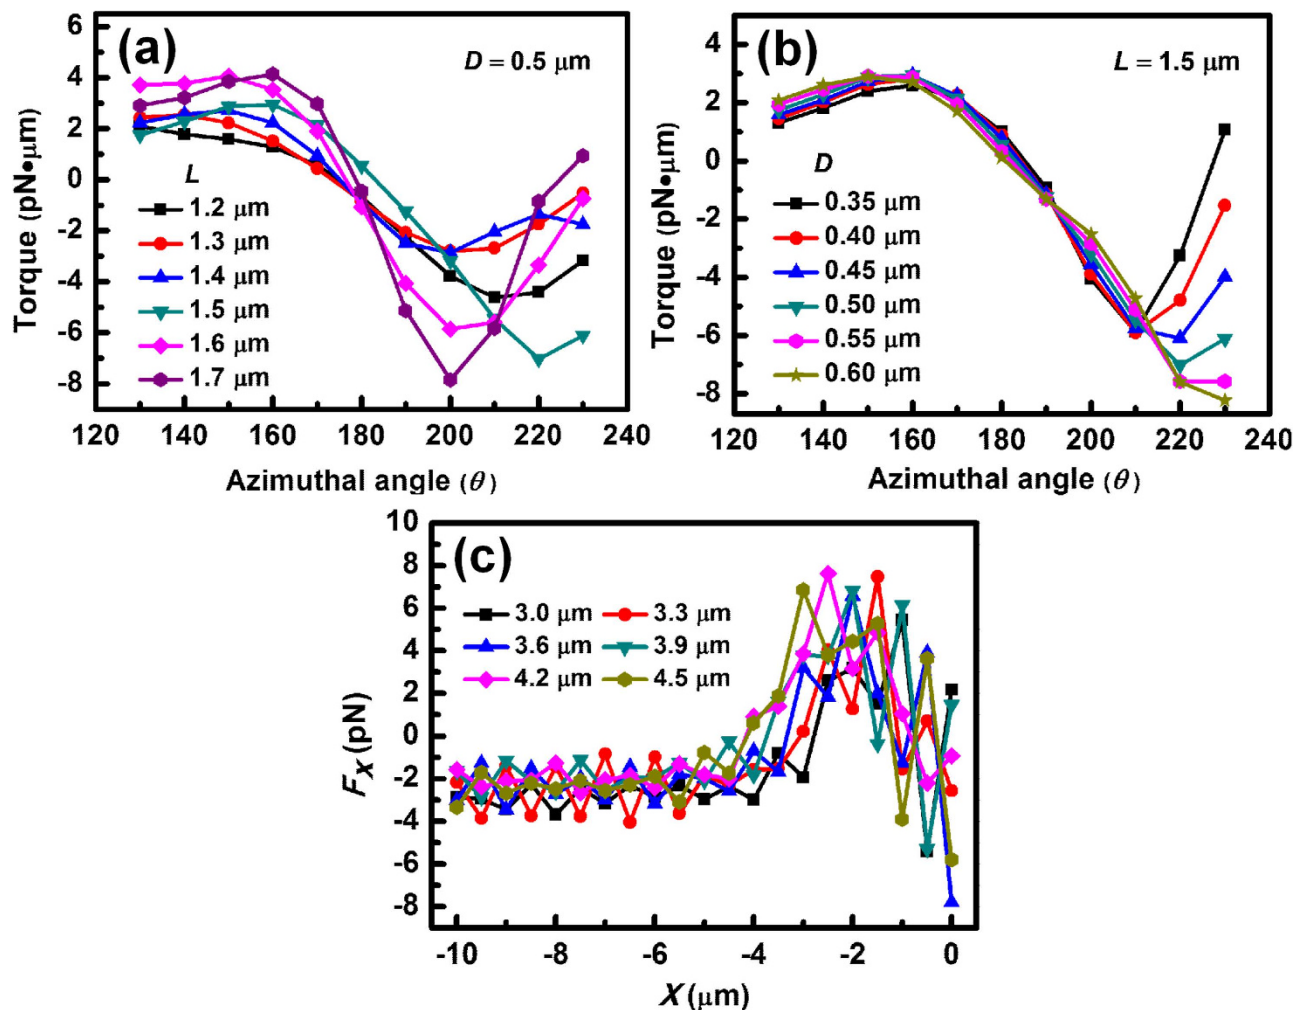 (a)
D = 0.5 μm
Torque (pN•μm)
6
4
2
0
-2
-4
-6
-8
L
1.2 μm
1.3 μm
1.4 μm
1.5 μm
1.6 μm
1.7 μm
120 140 160 180 200 220 240
Azimuthal angle (θ)
(b)
L = 1.5 μm
Torque (pN•μm)
4
2
0
-2
-4
-6
-8
D
0.35 μm
0.40 μm
0.45 μm
0.50 μm
0.55 μm
0.60 μm
120 140 160 180 200 220 240
Azimuthal angle (θ)
(c)
Fx (pN)
10
8
6
4
2
0
-2
-4
-6
-8
3.0 μm 3.3 μm
3.6 μm 3.9 μm
4.2 μm 4.5 μm
-10 -8 -6 -4 -2 0
X (μm)